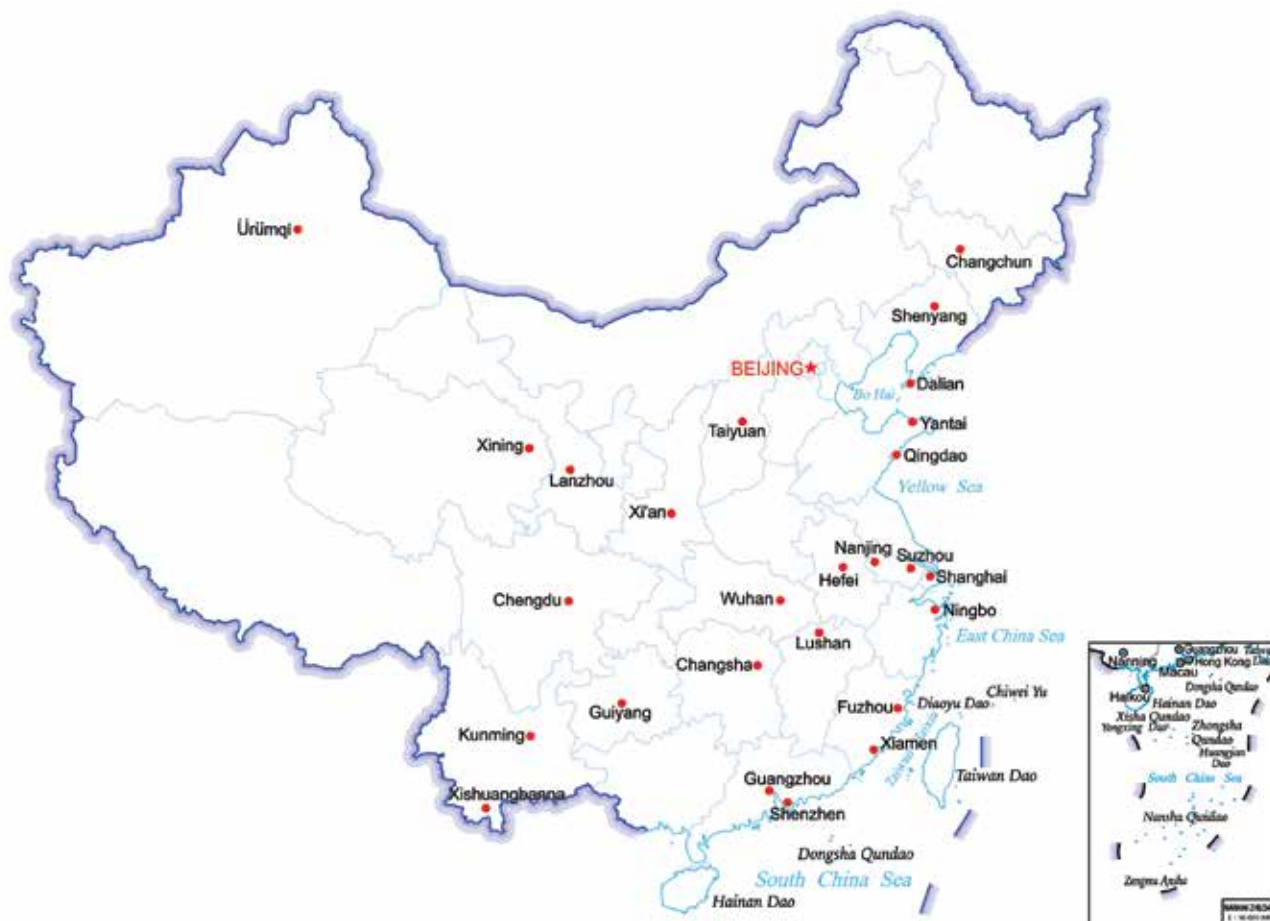 Ürümqi
Changchun
Shenyang
BEIJING
Dalian
Bo Hai
Yantai
Taiyuan
Xining
Qingdao
Lanzhou
Yellow Sea
Xi'an
Nanjing
Suzhou
Hefei
Shanghai
Chengdu
Wuhan
Ningbo
Lushan
East China Sea
Changsha
Guiyang
Fuzhou
Diaoyu Dao
Chiwei Yu
Kunming
Xiamen
Taiwan Dao
Xishuangbanna
Guangzhou
Shenzhen
Dongsha Qundao
South China Sea
Hainan Dao
Guangzhou
Nanning
Hong Kong
Macau
Dongsha Qundao
Haikou
Hainan Dao
Xisha Qundao
Zhongsha
Qundao
Huangjan
Dao
South China Sea
Nansha